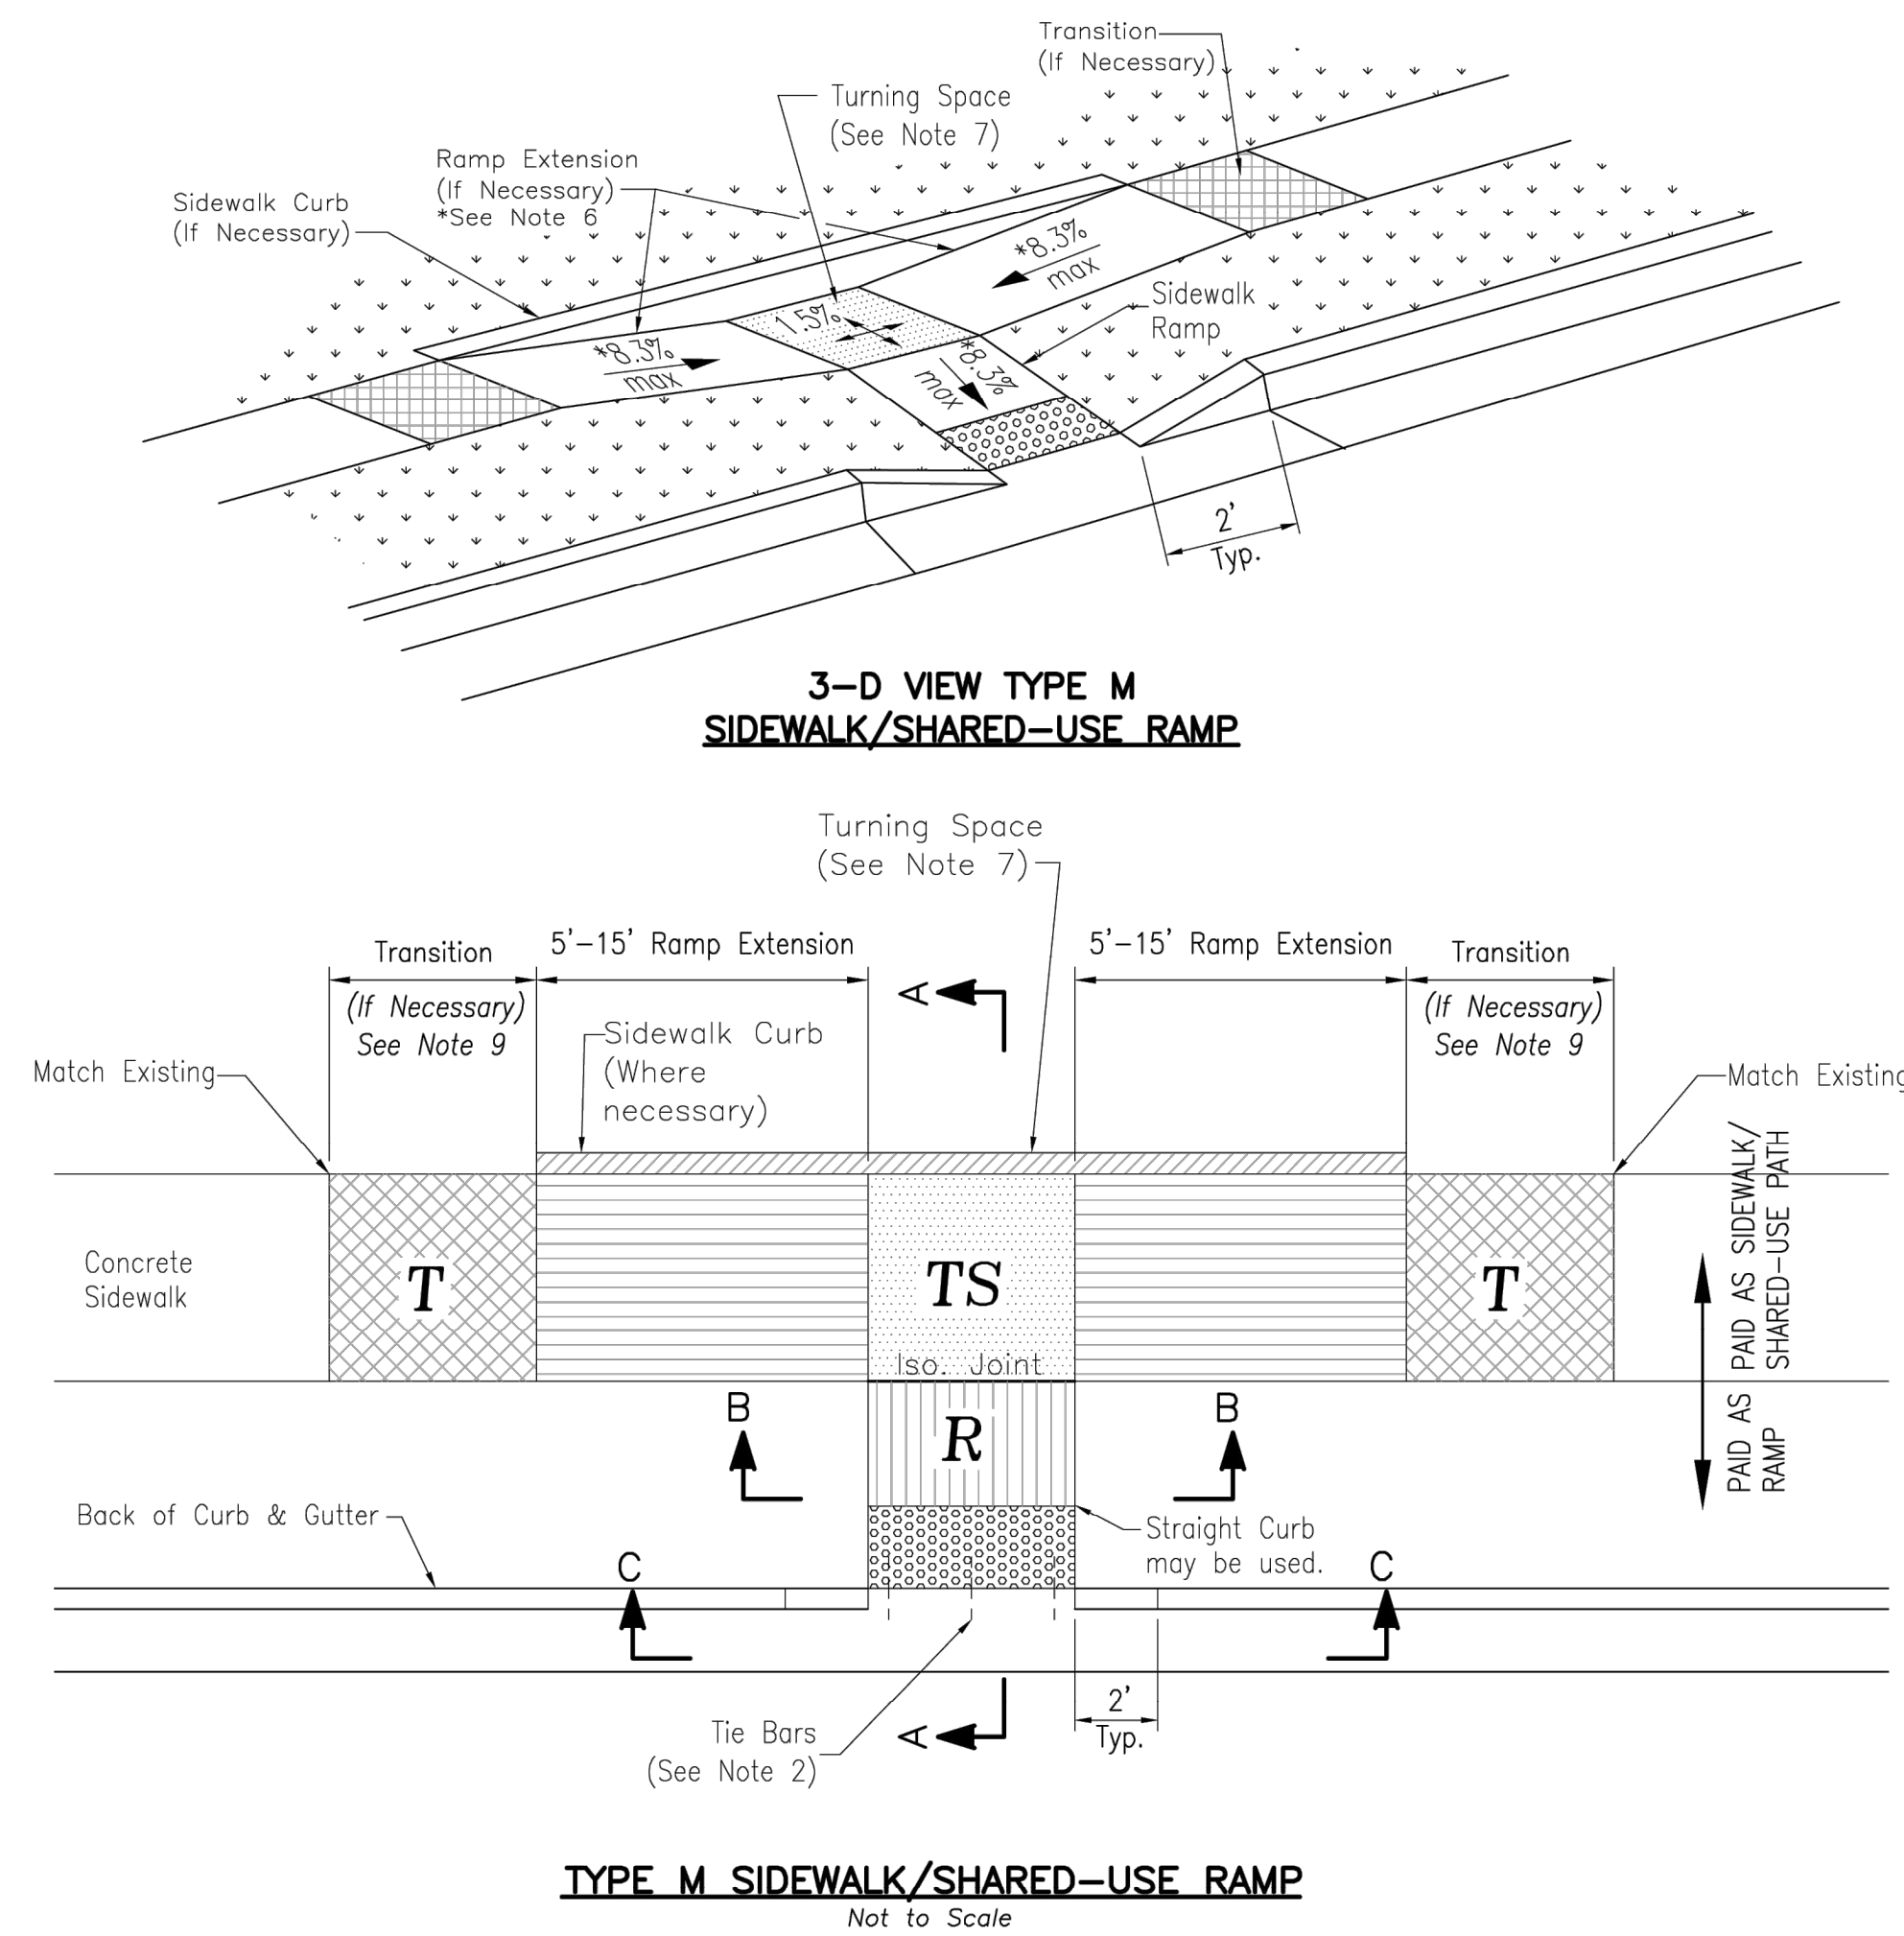 Transition
(If Necessary)
Turning Space
(See Note 7)
Ramp Extension
(If Necessary)
*See Note 6
Sidewalk Curb
(If Necessary)
*8.3%
max
Sidewalk
Ramp
1.5%
*8.3%
max
*8.3%
max
2'
Typ.
3-D VIEW TYPE M
SIDEWALK/SHARED-USE RAMP
Turning Space
(See Note 7)
Transition
(If Necessary)
See Note 9
5'-15' Ramp Extension
5'-15' Ramp Extension
Transition
(If Necessary)
See Note 9
A
Sidewalk Curb
(Where
necessary)
Match Existing
Match Existing
PAID AS SIDEWALK/
SHARED-USE PATH
Concrete
Sidewalk
T
TS
T
Iso. Joint
B
R
B
PAID AS
RAMP
Back of Curb & Gutter
Straight Curb
may be used.
C
C
Tie Bars
(See Note 2)
A
2'
Typ.
TYPE M SIDEWALK/SHARED-USE RAMP
Not to Scale